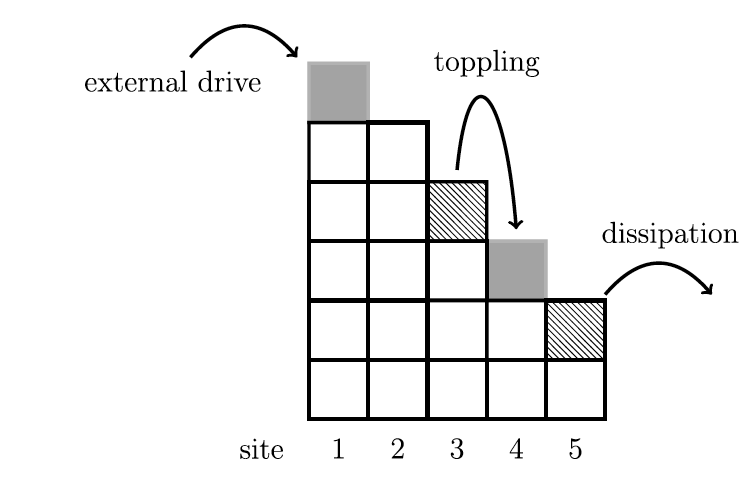 toppling
external drive
dissipation
site 1 2 3 4 5